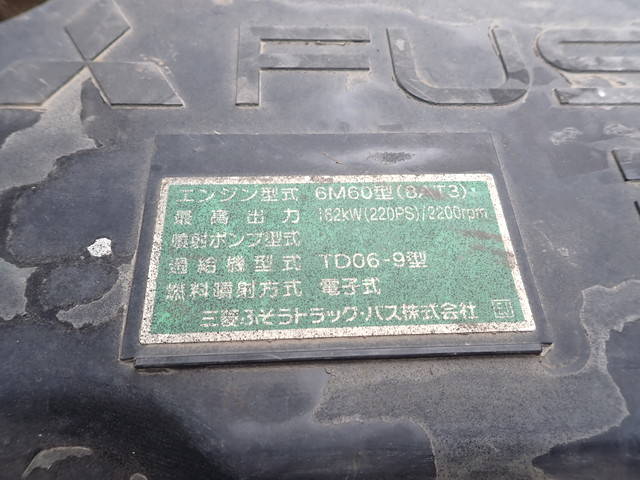 FUS
エンジン型式 6M60型(8AT3)
最高出力 162kW(220PS)/2200rpm
噴射ポンプ型式
過給機型式 TD06-9型
燃料噴射方式 電子式
三菱ふそうトラック・バス株式会社